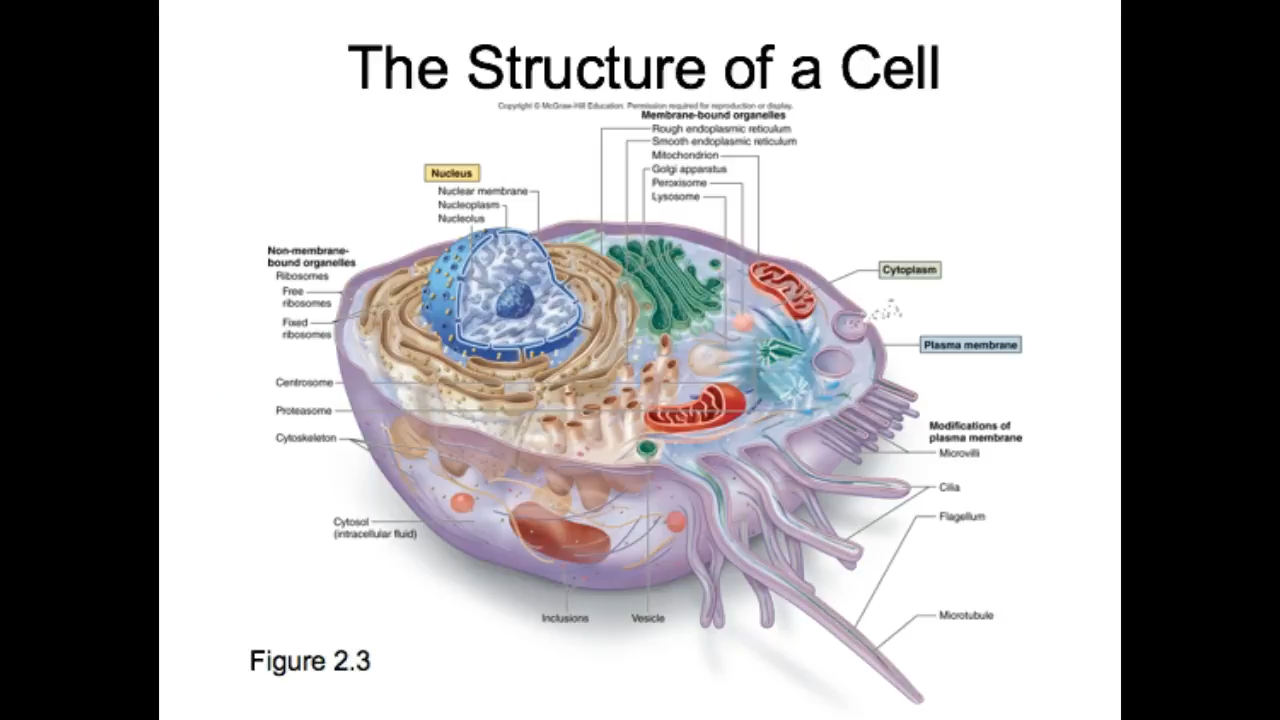 The Structure of a Cell
Copyright © McGraw-Hill Education. Permission required for reproduction or display.
Membrane-bound organelles
Rough endoplasmic reticulum
Smooth endoplasmic reticulum
Mitochondrion
Golgi apparatus
Peroxisome
Lysosome
Nucleus
Nuclear membrane
Nucleoplasm
Nucleolus
Non-membrane-
bound organelles
Ribosomes
Free
ribosomes
Fixed
ribosomes
Centrosome
Proteasome
Cytoskeleton
Cytosol
(intracellular fluid)
Inclusions
Vesicle
Cytoplasm
Plasma membrane
Modifications of
plasma membrane
Microvilli
Cilia
Flagellum
Microtubule
Figure 2.3